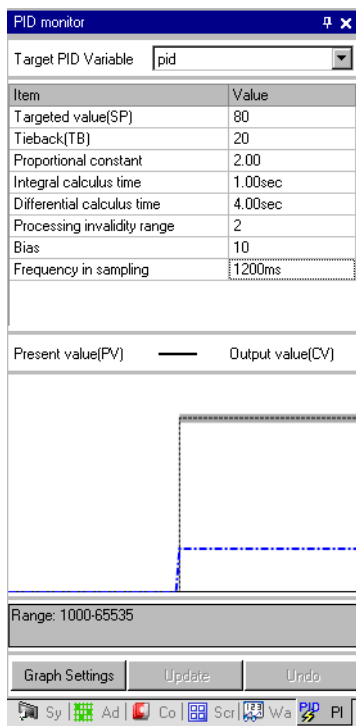 PID monitor
Target PID Variable pid
Item Value
Targeted value(SP) 80
Tieback(TB) 20
Proportional constant 2.00
Integral calculus time 1.00sec
Differential calculus time 4.00sec
Processing invalidity range 2
Bias 10
Frequency in sampling 1200ms
Present value(PV) Output value(CV)
Range: 1000-65535
Graph Settings Update Undo
Sy Ad Co Scr Wa PID PI